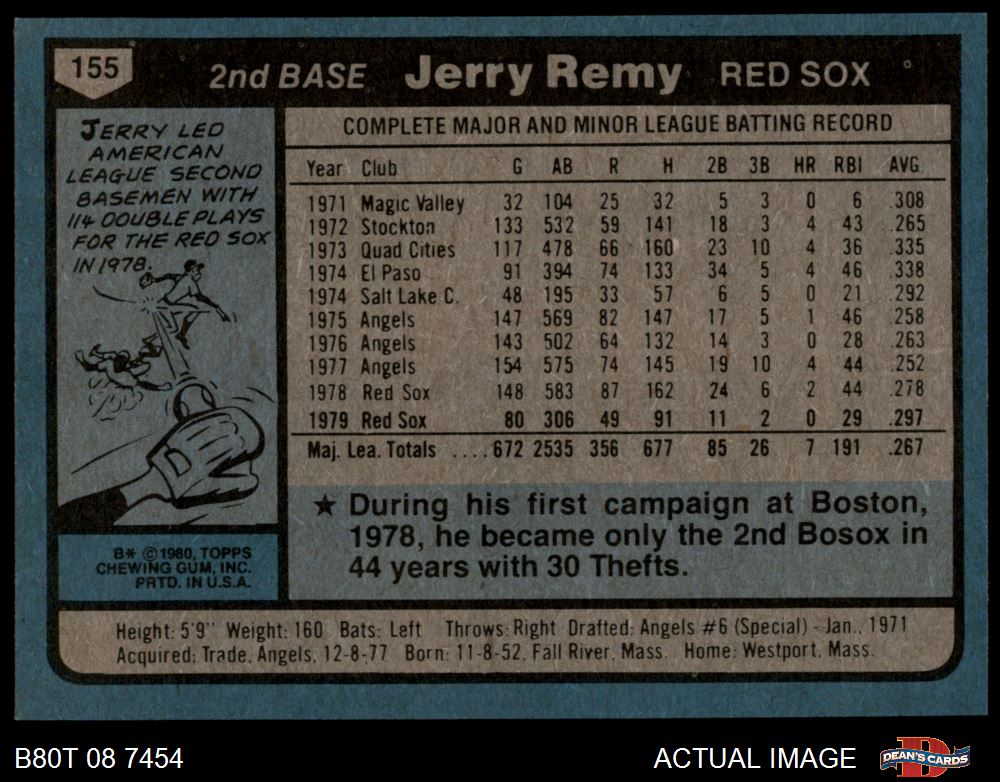 155
2nd BASE Jerry Remy RED SOX
JERRY LED
AMERICAN
LEAGUE SECOND
BASEMEN WITH
114 DOUBLE PLAYS
FOR THE RED SOX
IN 1978.
B* © 1980, TOPPS
CHEWING GUM, INC.
PRTD. IN U.S.A.
COMPLETE MAJOR AND MINOR LEAGUE BATTING RECORD
Year Club G AB R H 2B 3B HR RBI AVG.
1971 Magic Valley 32 104 25 32 5 3 0 6 .308
1972 Stockton 133 532 59 141 18 3 4 43 .265
1973 Quad Cities 117 478 66 160 23 10 4 36 .335
1974 El Paso 91 394 74 133 34 5 4 46 .338
1974 Salt Lake C. 48 195 33 57 6 5 0 21 .292
1975 Angels 147 569 82 147 17 5 1 46 .258
1976 Angels 143 502 64 132 14 3 0 28 .263
1977 Angels 154 575 74 145 19 10 4 44 .252
1978 Red Sox 148 583 87 162 24 6 2 44 .278
1979 Red Sox 80 306 49 91 11 2 0 29 .297
Maj. Lea. Totals ....672 2535 356 677 85 26 7 191 .267
★ During his first campaign at Boston,
1978, he became only the 2nd Bosox in
44 years with 30 Thefts.
Height: 5'9" Weight: 160 Bats: Left Throws: Right Drafted: Angels #6 (Special) - Jan., 1971
Acquired: Trade, Angels, 12-8-77 Born: 11-8-52, Fall River, Mass. Home: Westport, Mass.
B80T 08 7454 ACTUAL IMAGE DEAN'S CARDS